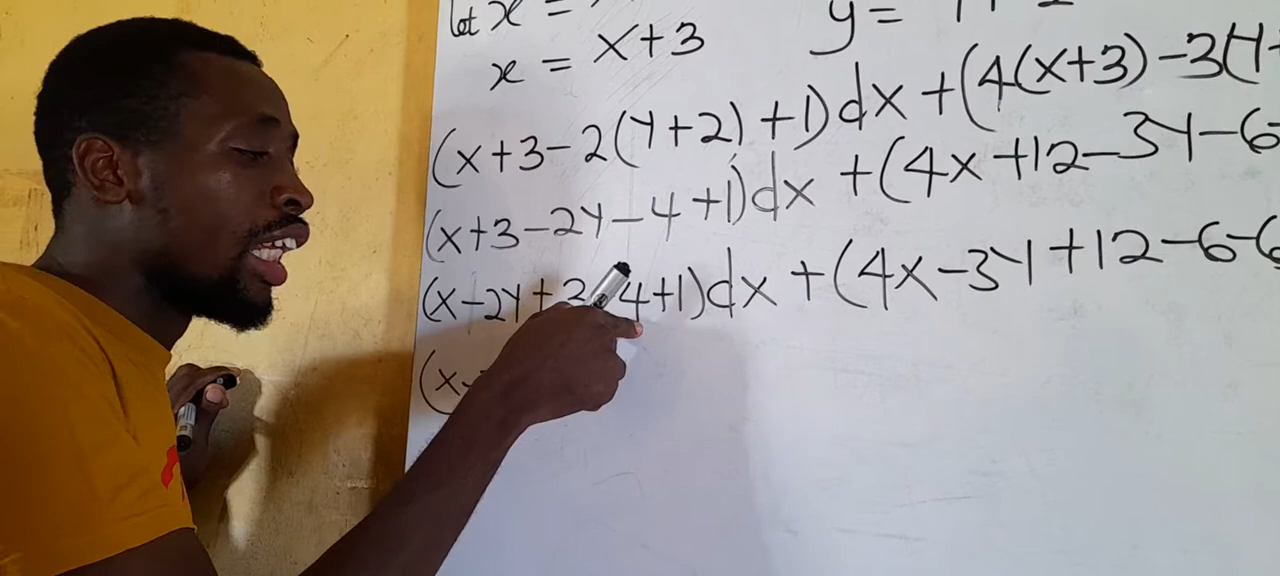 let x =
x = x+3 y =
(x+3-2(y+2)+1)dx+(4(x+3)-3(y+
(x+3-2y-4+1)dx+(4x+12-3y-6-
(x-2y+3 4+1)dx+(4x-3y+12-6-6
(x-